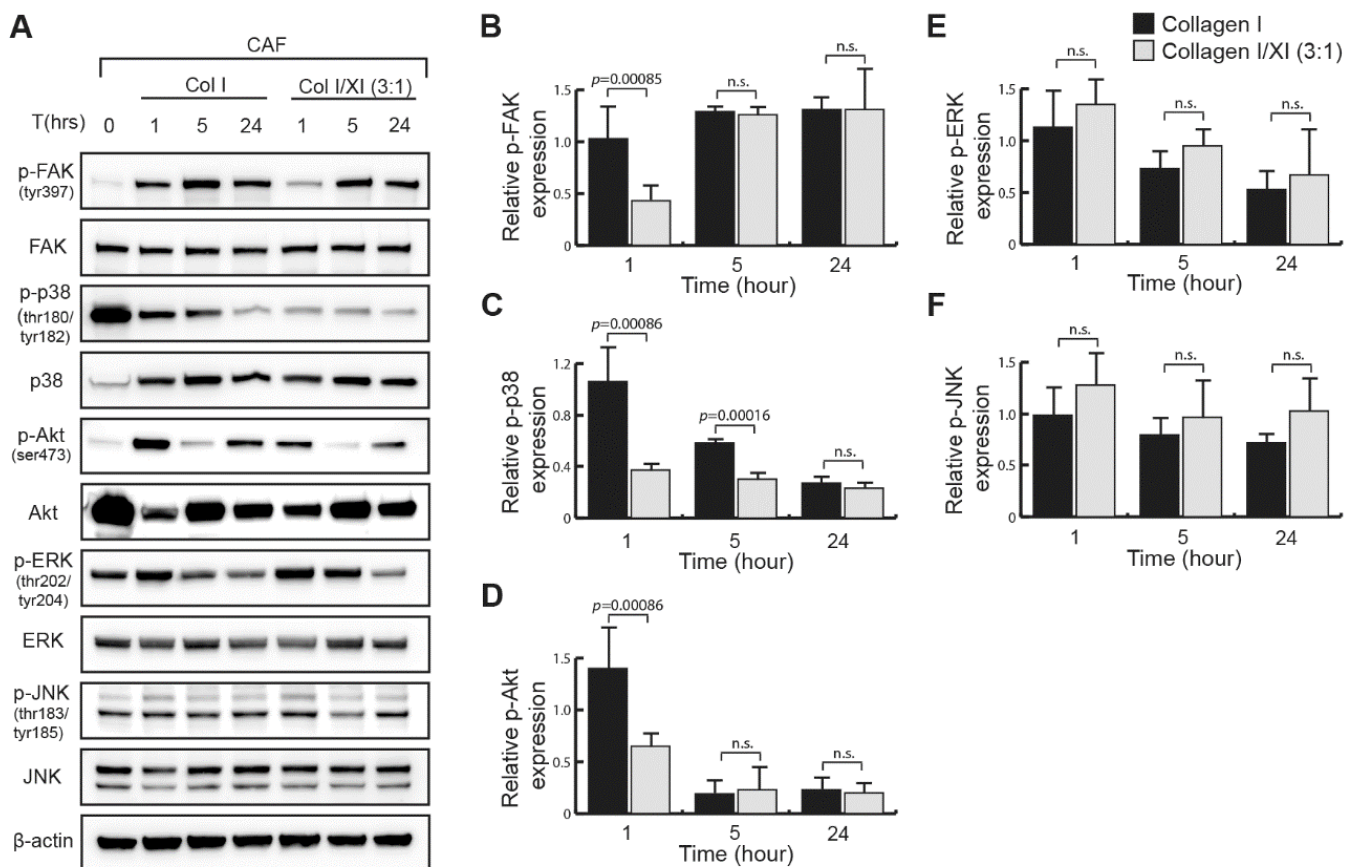 A
CAF
Col I
Col I/XI (3:1)
T(hrs) 0 1 5 24 1 5 24
p-FAK
(tyr397)
FAK
p-p38
(thr180/
tyr182)
p38
p-Akt
(ser473)
Akt
p-ERK
(thr202/
tyr204)
ERK
p-JNK
(thr183/
tyr185)
JNK
β-actin
B
Relative p-FAK
expression
1.5
1.0
0.5
0
p=0.00085
n.s.
n.s.
1 5 24
Time (hour)
C
Relative p-p38
expression
1.2
0.8
0.4
0
p=0.00086
p=0.00016
n.s.
1 5 24
Time (hour)
D
Relative p-Akt
expression
1.5
1.0
0.5
0
p=0.00086
n.s.
n.s.
1 5 24
Time (hour)
E
Collagen I
Collagen I/XI (3:1)
Relative p-ERK
expression
1.5
1.0
0.5
0
n.s.
n.s.
n.s.
1 5 24
Time (hour)
F
Relative p-JNK
expression
1.5
1.0
0.5
0
n.s.
n.s.
n.s.
1 5 24
Time (hour)